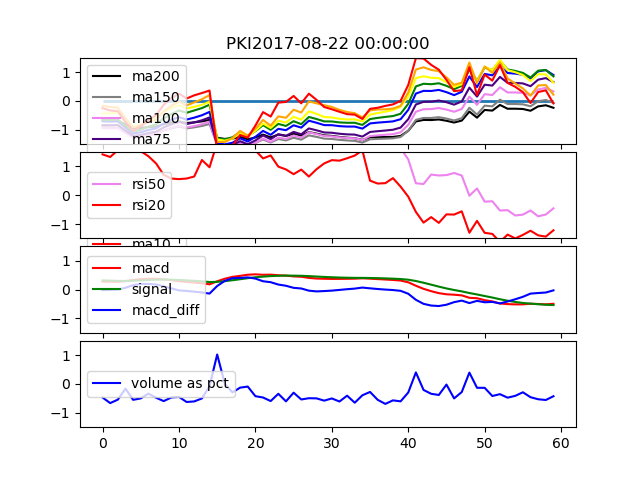 PKI2017-08-22 00:00:00
1
0
−1
ma200
ma150
ma100
ma75
1
0
−1
rsi50
rsi20
ma10
1
0
−1
macd
signal
macd_diff
1
0
−1
volume as pct
0 10 20 30 40 50 60